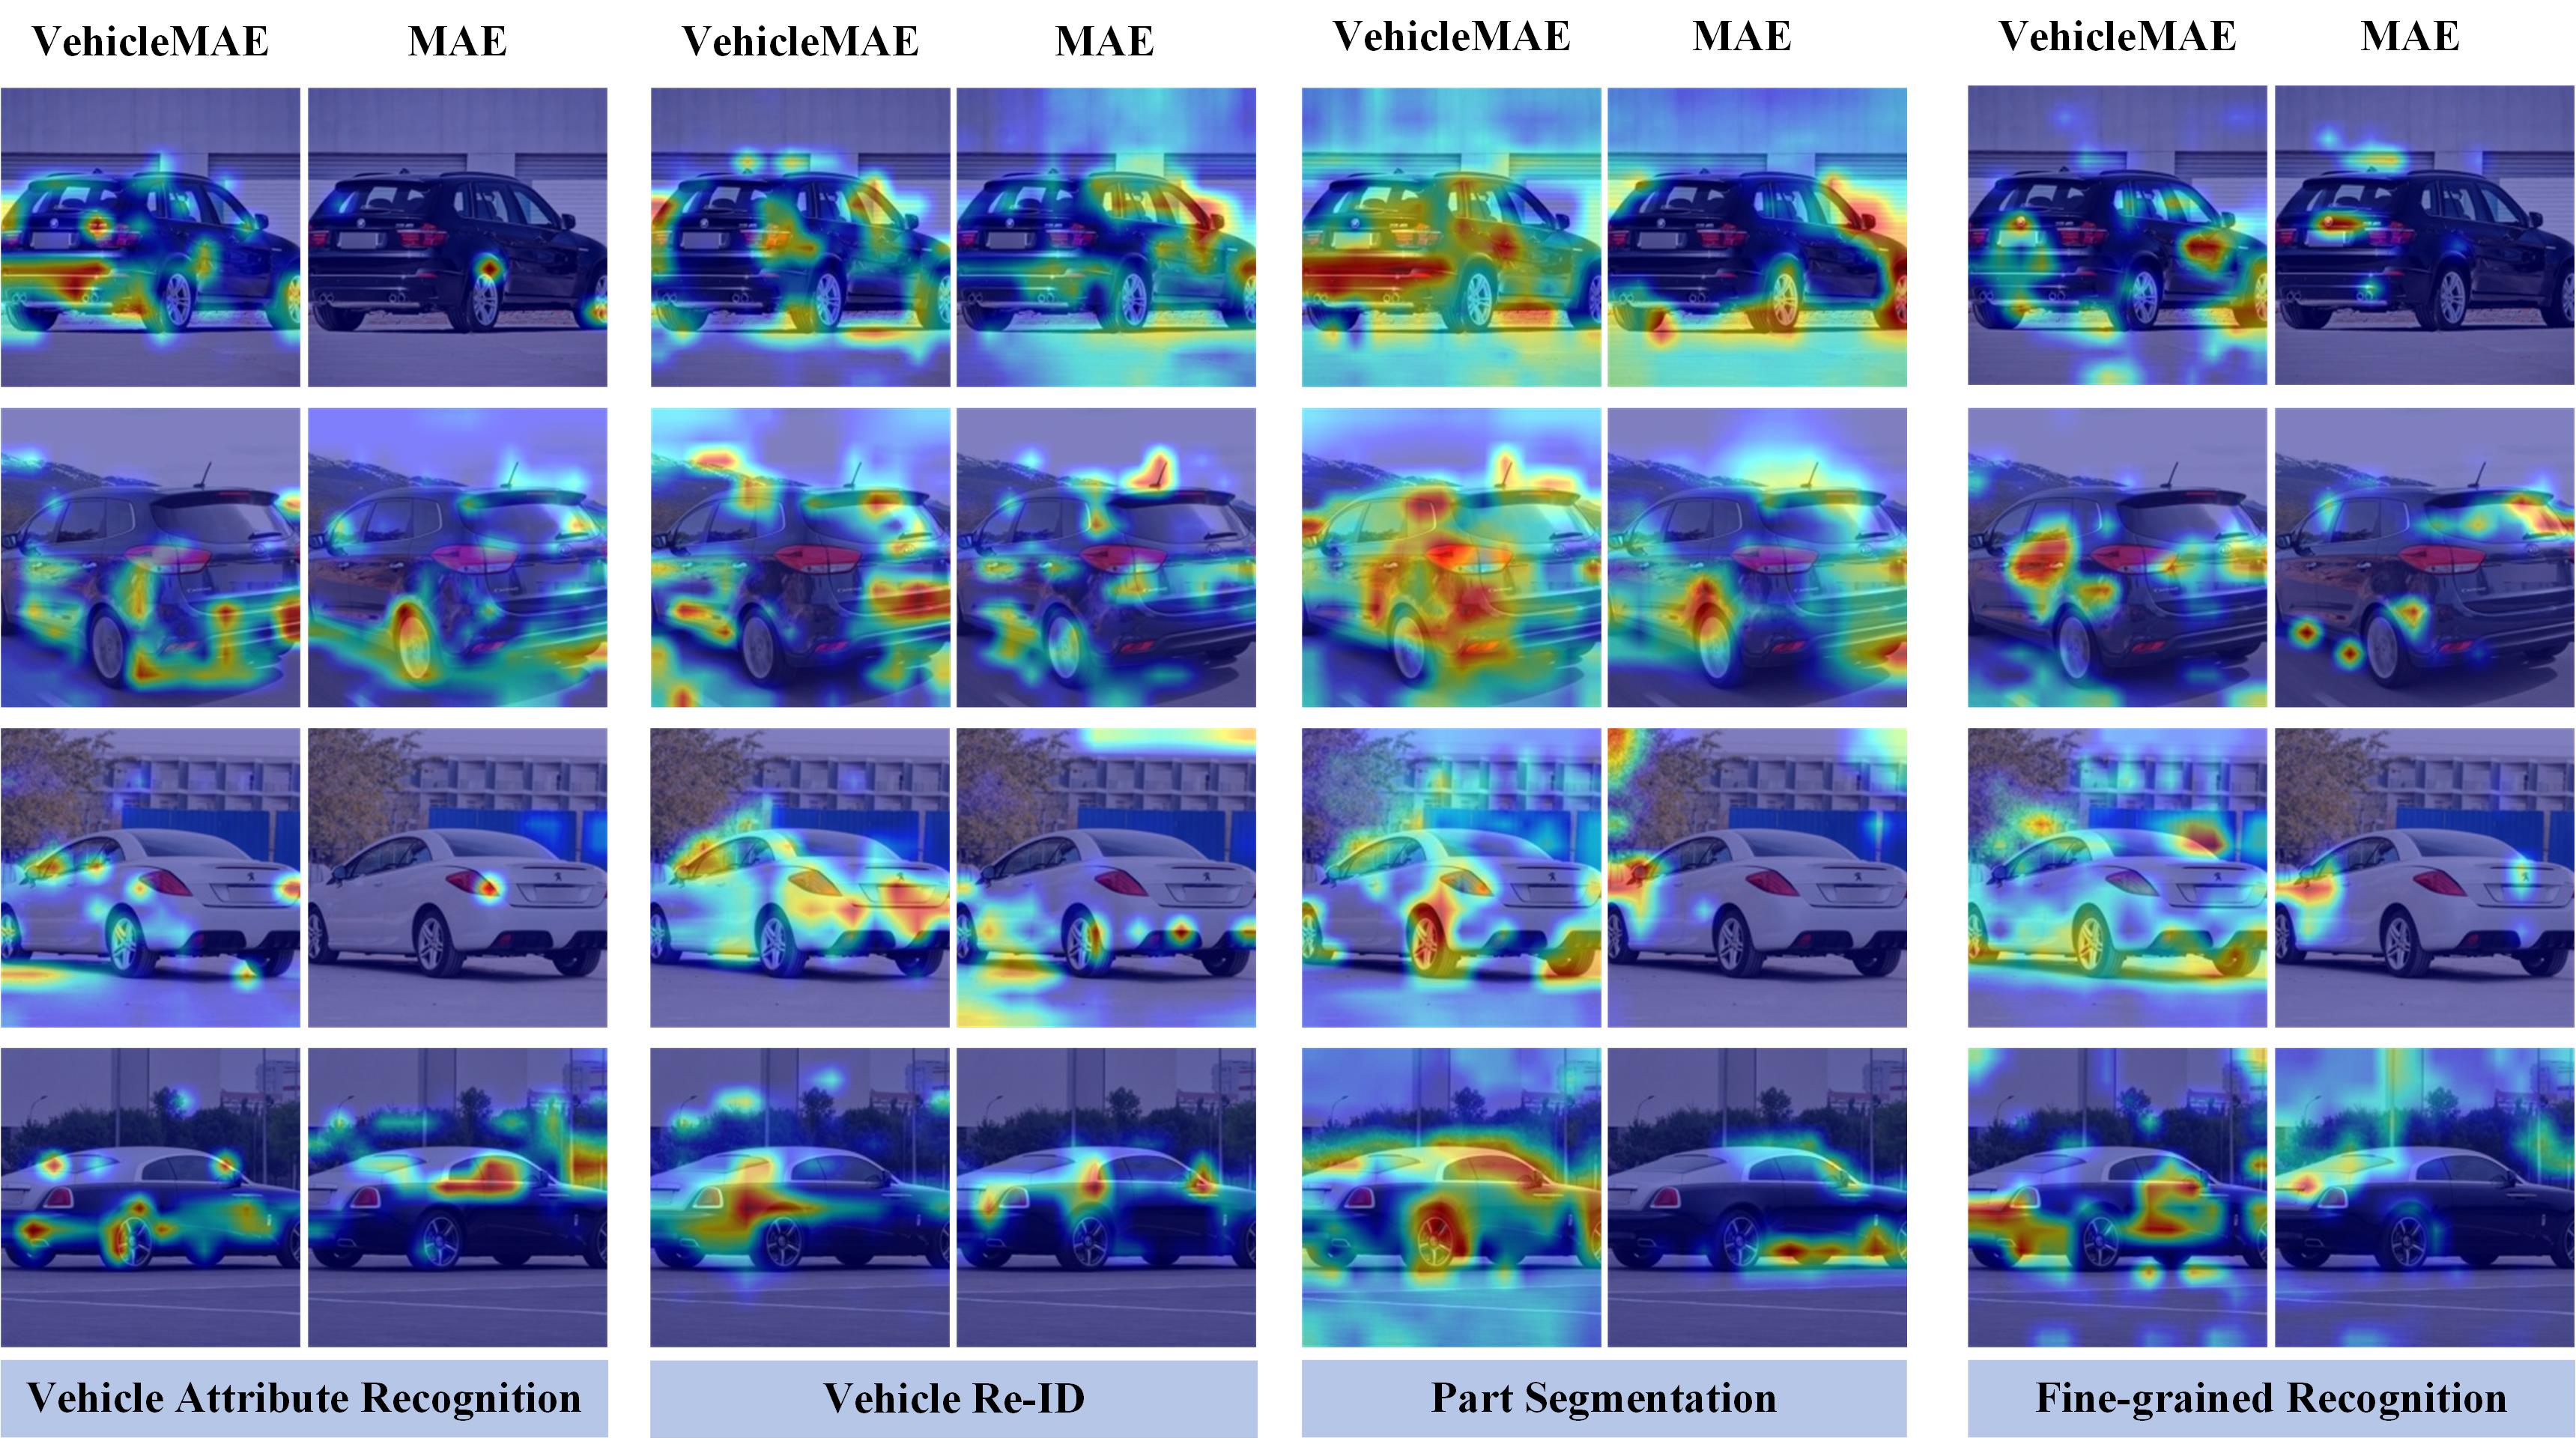 VehicleMAE MAE VehicleMAE MAE VehicleMAE MAE VehicleMAE MAE
Vehicle Attribute Recognition
Vehicle Re-ID
Part Segmentation
Fine-grained Recognition